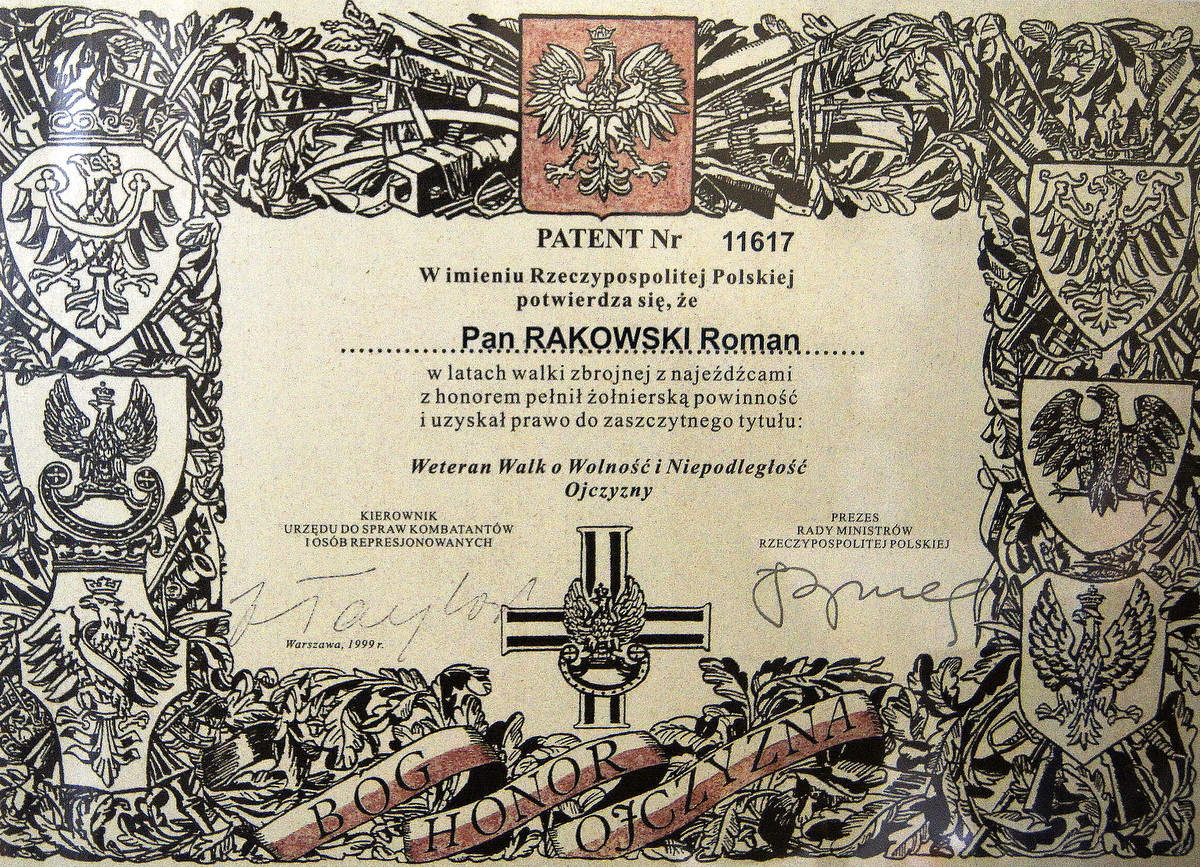 PATENT Nr 11617
W imieniu Rzeczypospolitej Polskiej
potwierdza się, że
Pan RAKOWSKI Roman
w latach walki zbrojnej z najeźdźcami
z honorem pełnił żołnierską powinność
i uzyskał prawo do zaszczytnego tytułu:
Weteran Walk o Wolność i Niepodległość
Ojczyzny
KIEROWNIK
URZĘDU DO SPRAW KOMBATANTÓW
I OSÓB REPRESJONOWANYCH
PREZES
RADY MINISTRÓW
RZECZYPOSPOLITEJ POLSKIEJ
Warszawa, 1999 r.
BÓG
HONOR
OJCZYZNA